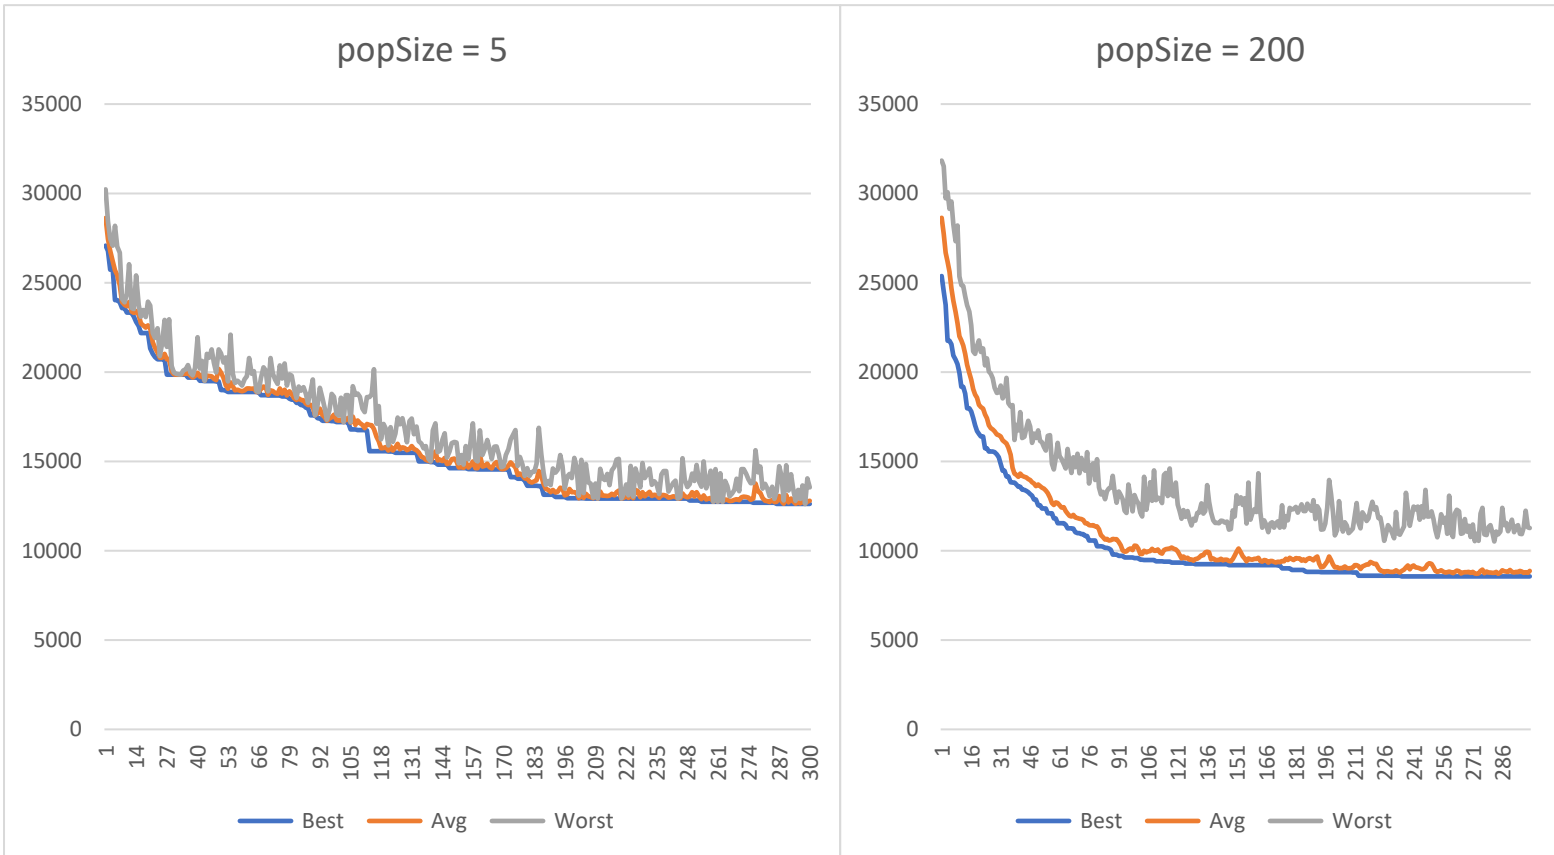 popSize = 5
35000
30000
25000
20000
15000
10000
5000
0
1 14 27 40 53 66 79 92 105 118 131 144 157 170 183 196 209 222 235 248 261 274 287 300
Best Avg Worst
popSize = 200
35000
30000
25000
20000
15000
10000
5000
0
1 16 31 46 61 76 91 106 121 136 151 166 181 196 211 226 241 256 271 286
Best Avg Worst